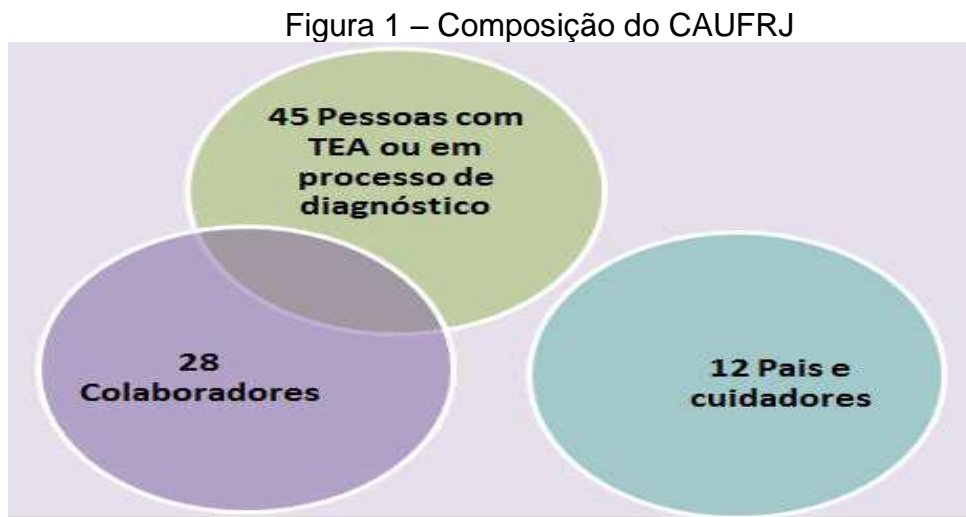 Figura 1 – Composição do CAUFRJ
45 Pessoas com
TEA ou em
processo de
diagnóstico
28
Colaboradores
12 Pais e
cuidadores